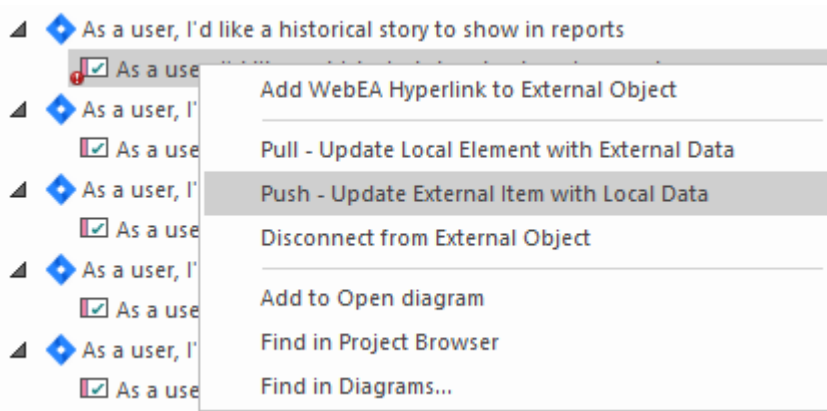 As a user, I'd like a historical story to show in reports
As a use
Add WebEA Hyperlink to External Object
As a user, I'
As a use
Pull - Update Local Element with External Data
As a user, I'
Push - Update External Item with Local Data
As a use
Disconnect from External Object
As a user, I'
As a use
Add to Open diagram
As a user, I'
Find in Project Browser
As a use
Find in Diagrams...